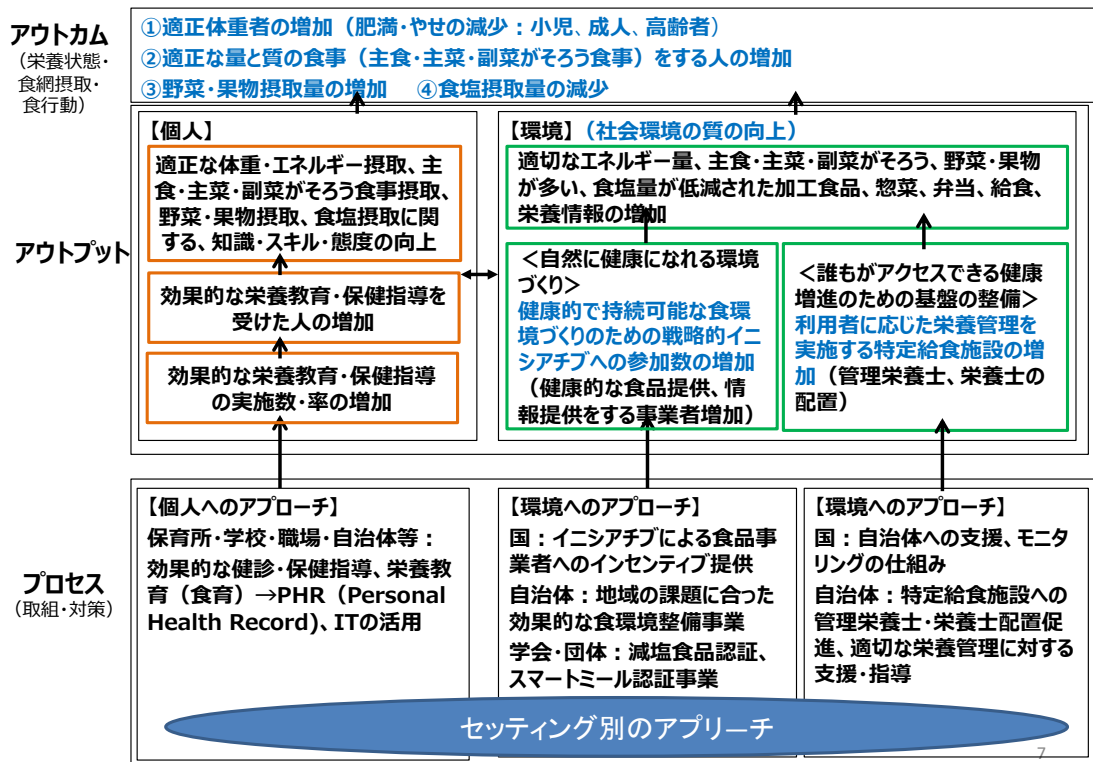 アウトカム
（栄養状態・
食網摂取・
食行動）
①適正体重者の増加（肥満・やせの減少：小児、成人、高齢者）
②適正な量と質の食事（主食・主菜・副菜がそろう食事）をする人の増加
③野菜・果物摂取量の増加　④食塩摂取量の減少
アウトプット
【個人】
適正な体重・エネルギー摂取、主
食・主菜・副菜がそろう食事摂取、
野菜・果物摂取、食塩摂取に関
する、知識・スキル・態度の向上
効果的な栄養教育・保健指導を
受けた人の増加
効果的な栄養教育・保健指導
の実施数・率の増加
【環境】（社会環境の質の向上）
適切なエネルギー量、主食・主菜・副菜がそろう、野菜・果物
が多い、食塩量が低減された加工食品、惣菜、弁当、給食、
栄養情報の増加
＜自然に健康になれる環境
づくり＞
健康的で持続可能な食環
境づくりのための戦略的イニ
シアチブへの参加数の増加
（健康的な食品提供、情
報提供をする事業者増加）
＜誰もがアクセスできる健康
増進のための基盤の整備＞
利用者に応じた栄養管理を
実施する特定給食施設の増
加（管理栄養士、栄養士の
配置）
プロセス
（取組・対策）
【個人へのアプローチ】
保育所・学校・職場・自治体等：
効果的な健診・保健指導、栄養教
育（食育）→PHR（Personal
Health Record)、ITの活用
【環境へのアプローチ】
国：イニシアチブによる食品事
業者へのインセンティブ提供
自治体：地域の課題に合った
効果的な食環境整備事業
学会・団体：減塩食品認証、
スマートミール認証事業
【環境へのアプローチ】
国：自治体への支援、モニタ
リングの仕組み
自治体：特定給食施設への
管理栄養士・栄養士配置促
進、適切な栄養管理に対する
支援・指導
セッティング別のアプリーチ
7